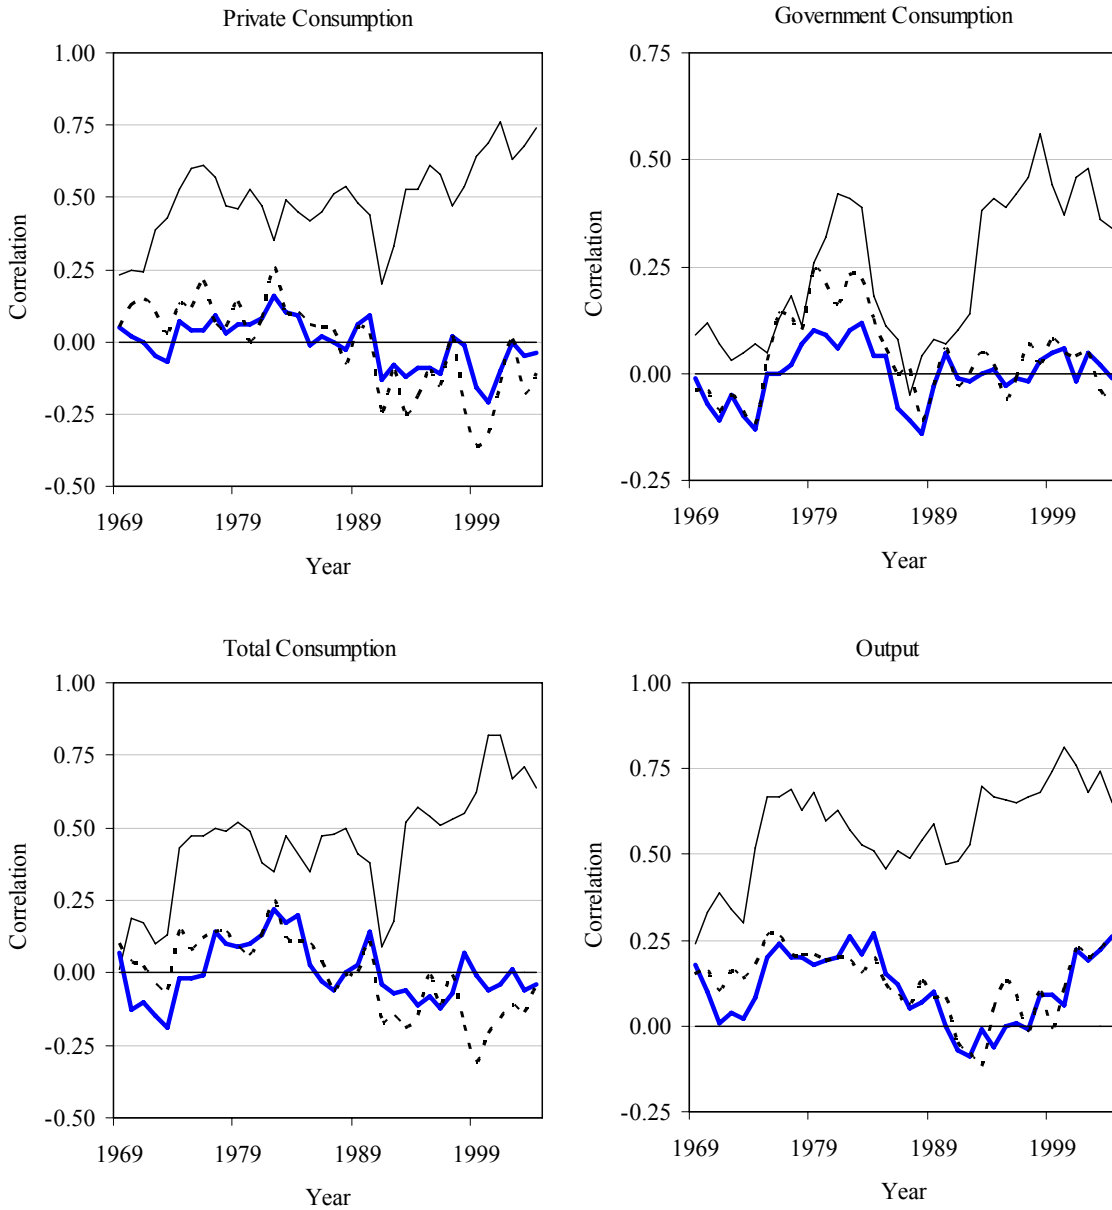 Private Consumption
1.00
0.75
0.50
0.25
0.00
-0.25
-0.50
Correlation
1969 1979 1989 1999
Year
Government Consumption
0.75
0.50
0.25
0.00
-0.25
Correlation
1969 1979 1989 1999
Year
Total Consumption
1.00
0.75
0.50
0.25
0.00
-0.25
-0.50
Correlation
1969 1979 1989 1999
Year
Output
1.00
0.75
0.50
0.25
0.00
-0.25
Correlation
1969 1979 1989 1999
Year